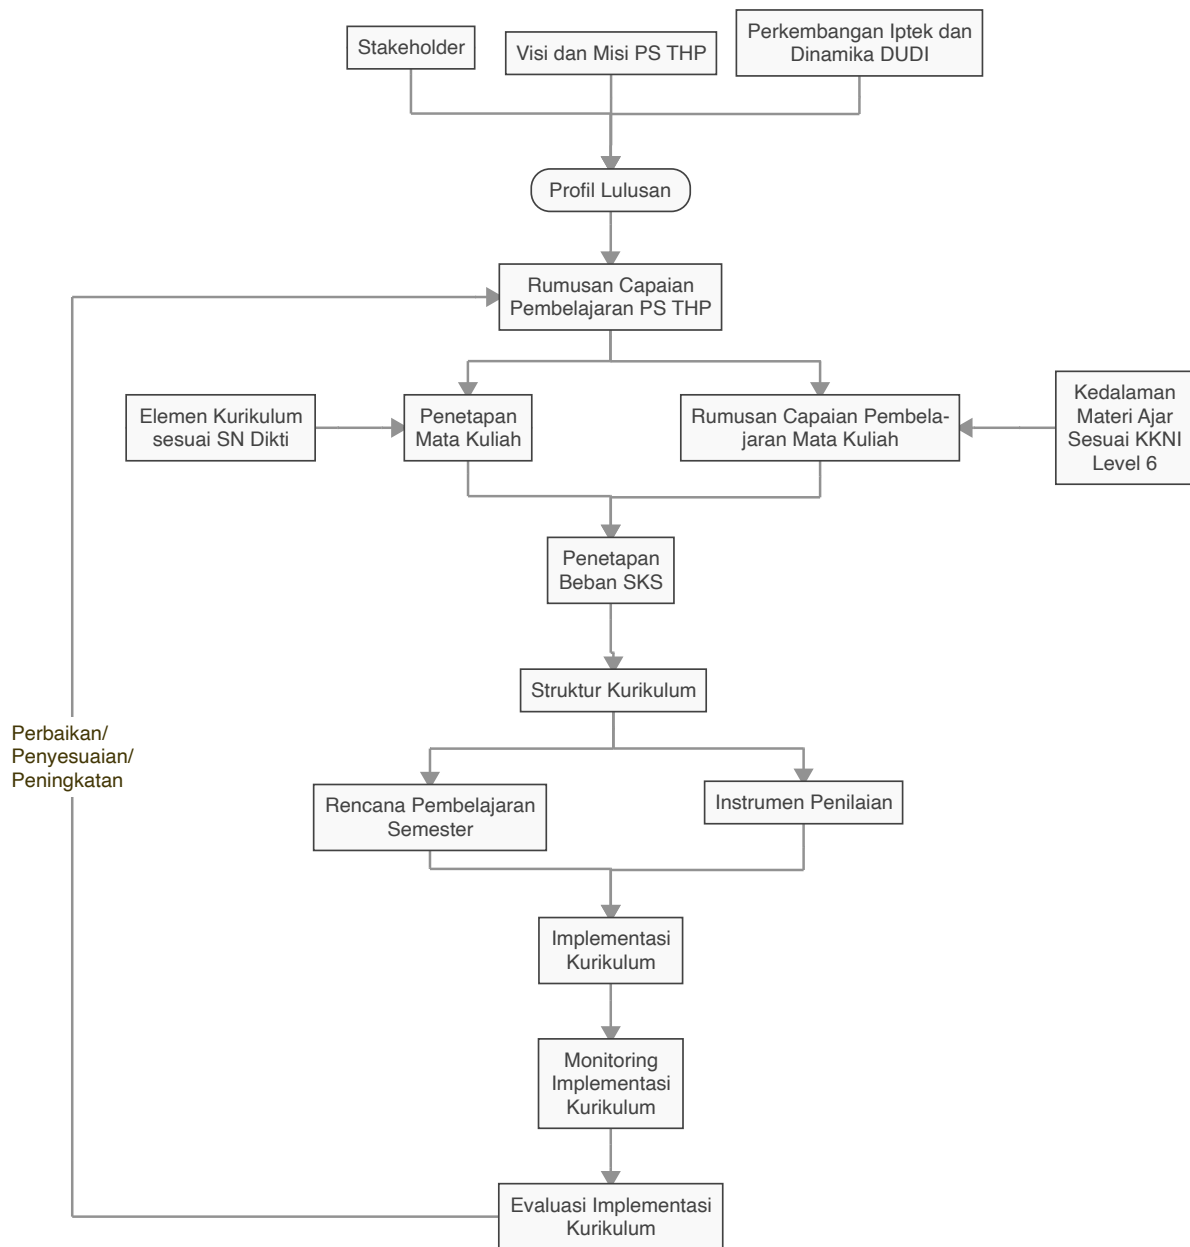 Stakeholder
Visi dan Misi PS THP
Perkembangan Iptek dan
Dinamika DUDI
Profil Lulusan
Rumusan Capaian
Pembelajaran PS THP
Elemen Kurikulum
sesuai SN Dikti
Penetapan
Mata Kuliah
Rumusan Capaian Pembela-
jaran Mata Kuliah
Kedalaman
Materi Ajar
Sesuai KKNI
Level 6
Penetapan
Beban SKS
Struktur Kurikulum
Perbaikan/
Penyesuaian/
Peningkatan
Rencana Pembelajaran
Semester
Instrumen Penilaian
Implementasi
Kurikulum
Monitoring
Implementasi
Kurikulum
Evaluasi Implementasi
Kurikulum